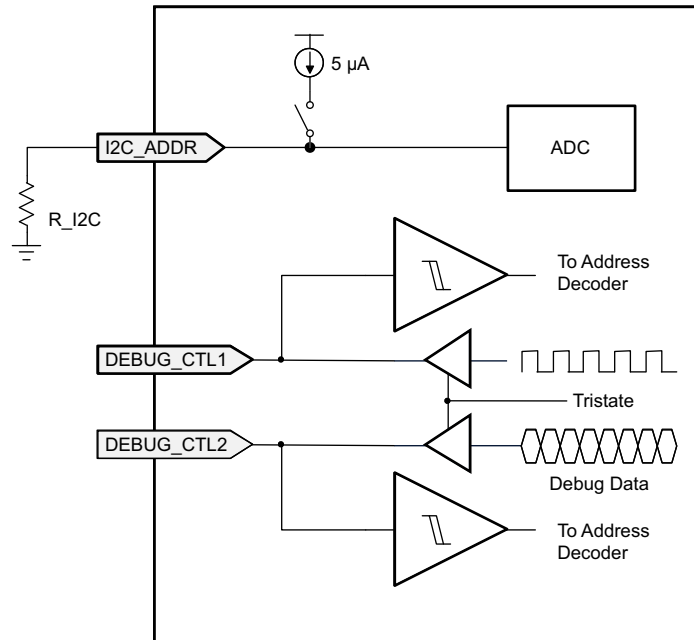 5 µA
I2C_ADDR
ADC
R_I2C
To Address
Decoder
DEBUG_CTL1
Tristate
DEBUG_CTL2
Debug Data
To Address
Decoder